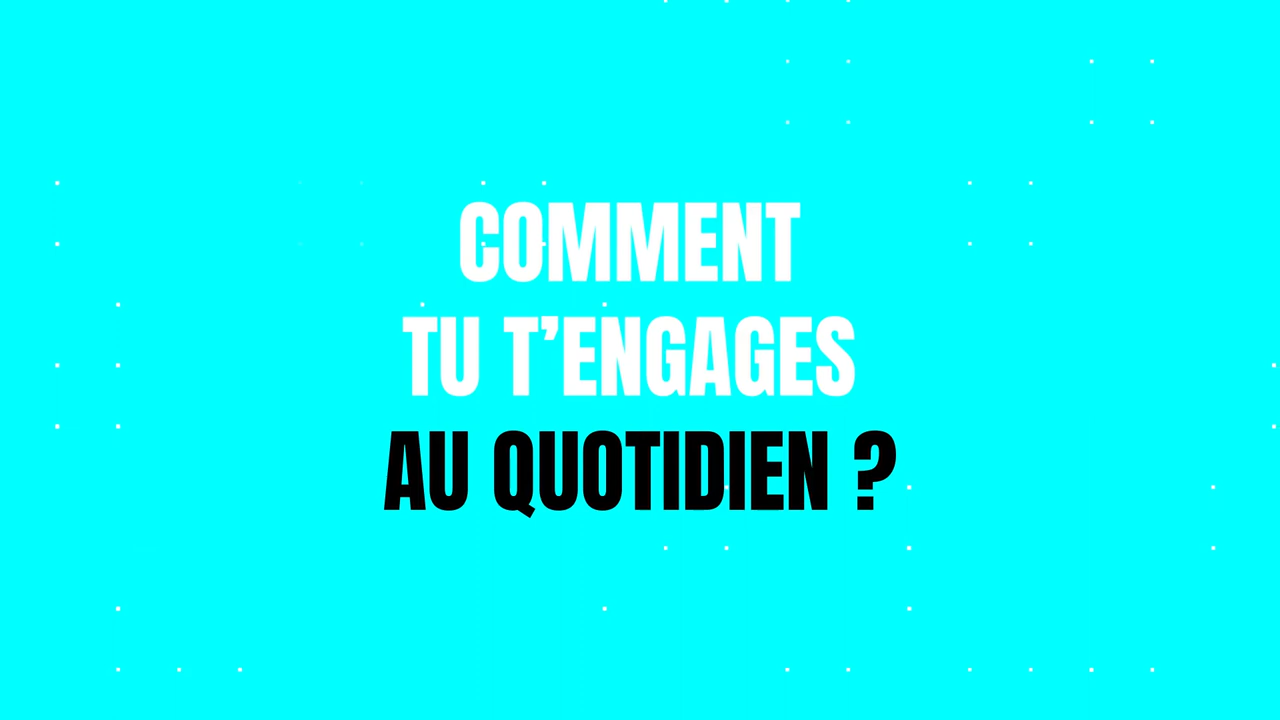 COMMENT
TU T’ENGAGES
AU QUOTIDIEN ?